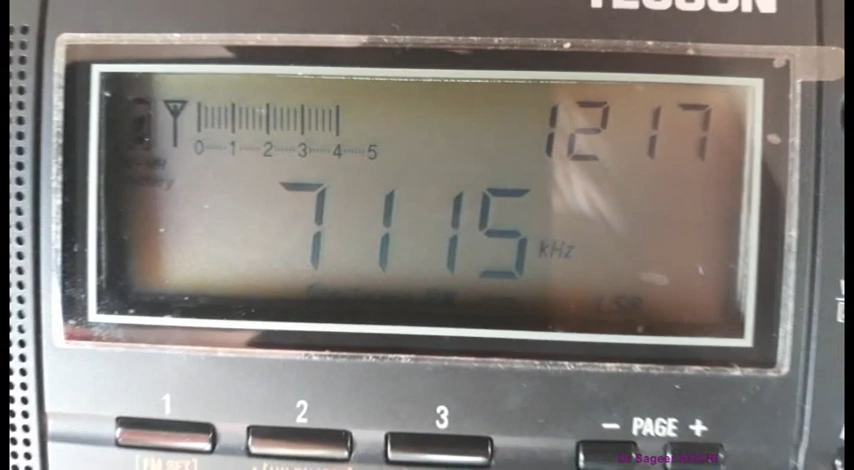 TECSUN
1217
0 1 2 3 4 5
7115 kHz
LSB
1 2 3 - PAGE +